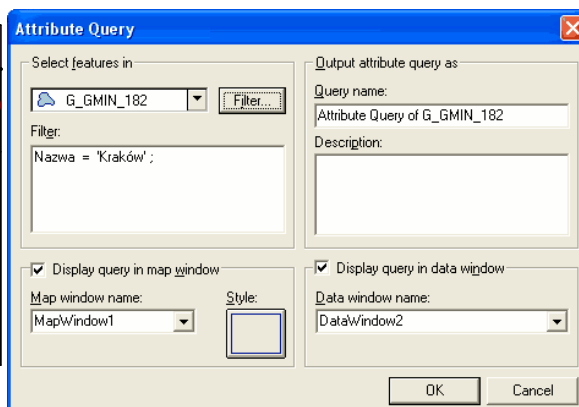 Attribute Query
Select features in
G_GMIN_182
Filter...
Filter:
Nazwa = 'Kraków' ;
Output attribute query as
Query name:
Attribute Query of G_GMIN_182
Description:
Display query in map window
Map window name:
MapWindow1
Style:
Display query in data window
Data window name:
DataWindow2
OK
Cancel